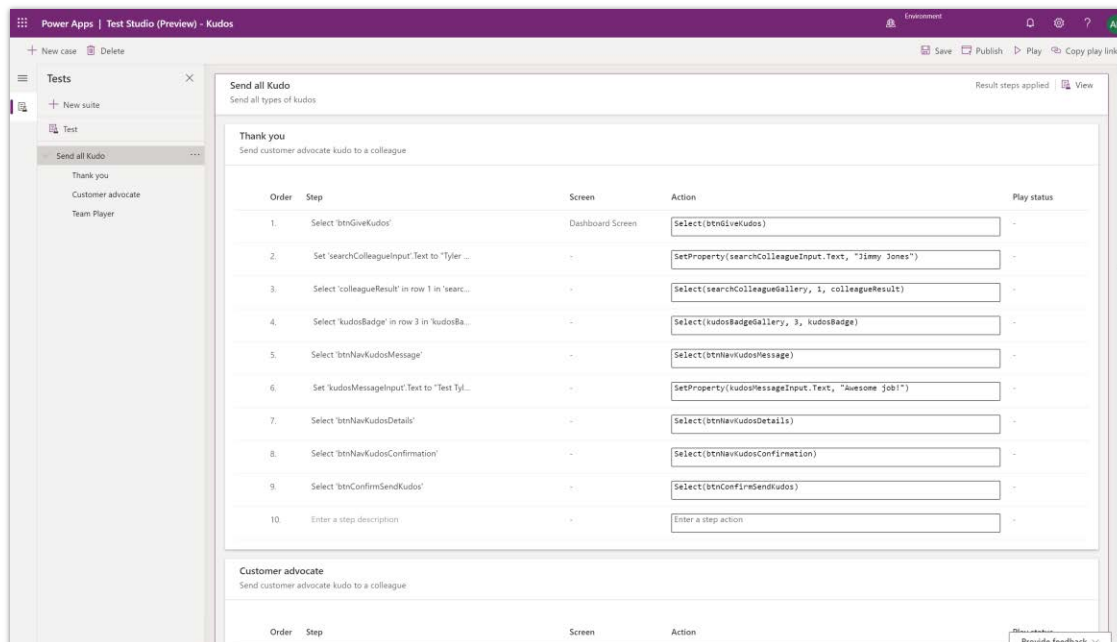 Power Apps | Test Studio (Preview) - Kudos
Environment
?
New case Delete
Save Publish Play Copy play link
Tests
New suite
Test
Send all Kudo ...
Thank you
Customer advocate
Team Player
Send all Kudo
Send all types of kudos
Result steps applied View
Thank you
Send customer advocate kudo to a colleague
Order Step Screen Action Play status
1. Select 'btnGiveKudos' Dashboard Screen Select(btnGiveKudos) -
2. Set 'searchColleagueInput'.Text to "Tyler ... - SetProperty(searchColleagueInput.Text, "Jimmy Jones") -
3. Select 'colleagueResult' in row 1 in 'searc... - Select(searchColleagueGallery, 1, colleagueResult) -
4. Select 'kudosBadge' in row 3 in 'kudosBa... - Select(kudosBadgeGallery, 3, kudosBadge) -
5. Select 'btnNavKudosMessage' - Select(btnNavKudosMessage) -
6. Set 'kudosMessageInput'.Text to "Test Tyl... - SetProperty(kudosMessageInput.Text, "Awesome job!") -
7. Select 'btnNavKudosDetails' - Select(btnNavKudosDetails) -
8. Select 'btnNavKudosConfirmation' - Select(btnNavKudosConfirmation) -
9. Select 'btnConfirmSendKudos' - Select(btnConfirmSendKudos) -
10. Enter a step description - Enter a step action -
Customer advocate
Send customer advocate kudo to a colleague
Order Step Screen Action Play status
Provide feedback